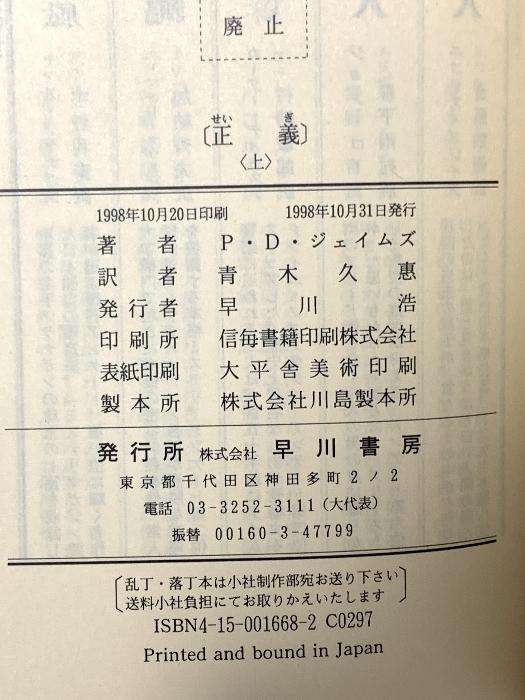 廃止
せい ぎ
〔正 義〕
〈上〉
1998年10月20日印刷 1998年10月31日発行
著者 P・D・ジェイムズ
訳者 青木久惠
発行者 早川浩
印刷所 信毎書籍印刷株式会社
表紙印刷 大平舎美術印刷
製本所 株式会社川島製本所
発行所 株式会社 早川書房
東京都千代田区神田多町2ノ2
電話 03-3252-3111(大代表)
振替 00160-3-47799
乱丁・落丁本は小社制作部宛お送り下さい
送料小社負担にてお取りかえいたします
ISBN4-15-001668-2 C0297
Printed and bound in Japan